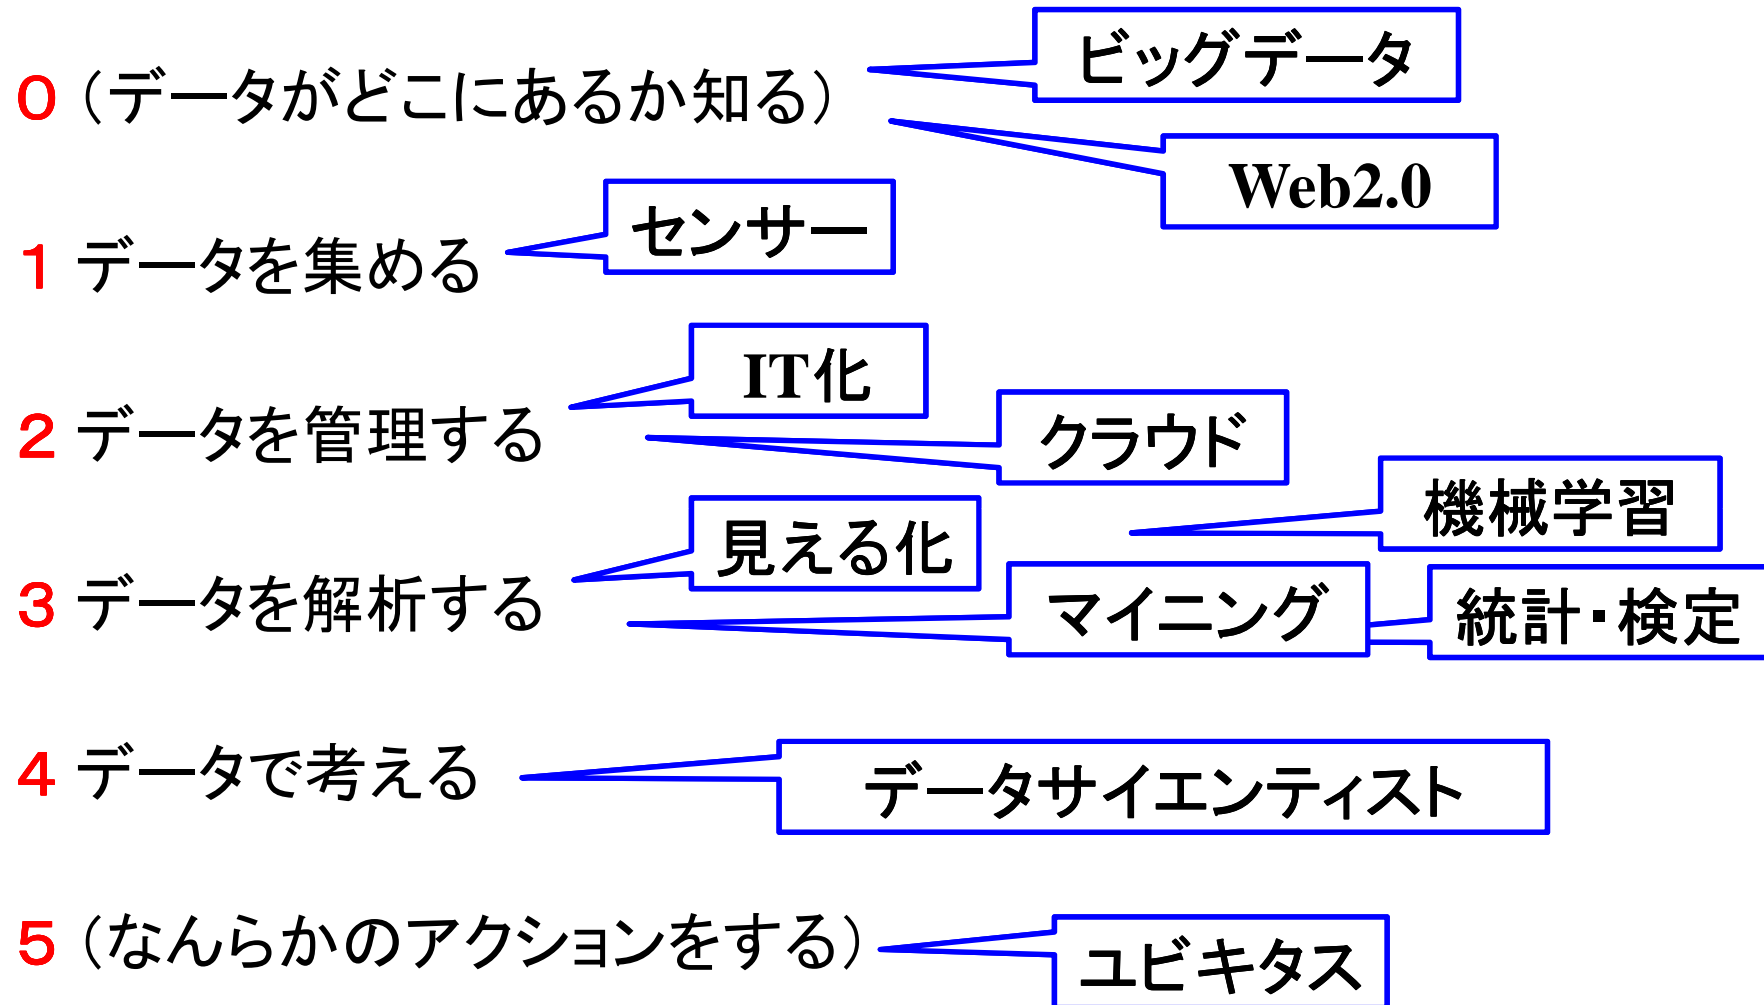 ０（データがどこにあるか知る）
ビッグデータ
Web2.0
１ データを集める
センサー
２ データを管理する
IT化
クラウド
３ データを解析する
見える化
機械学習
マイニング
統計・検定
４ データで考える
データサイエンティスト
５（なんらかのアクションをする）
ユビキタス